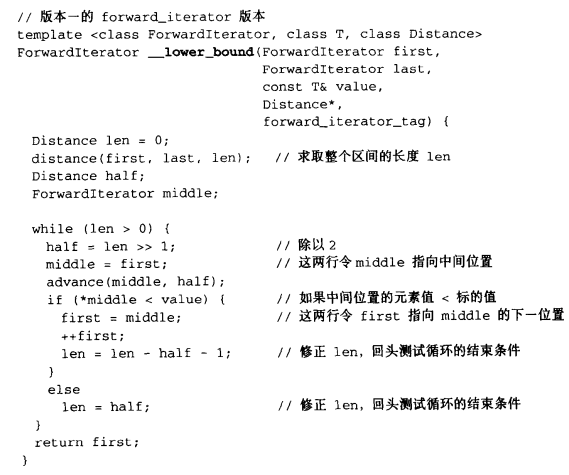 // 版本一的 forward_iterator 版本
template <class ForwardIterator, class T, class Distance>
ForwardIterator __lower_bound(ForwardIterator first,
                              ForwardIterator last,
                              const T& value,
                              Distance*,
                              forward_iterator_tag) {
  Distance len = 0;
  distance(first, last, len);   // 求取整个区间的长度 len
  Distance half;
  ForwardIterator middle;

  while (len > 0) {
    half = len >> 1;            // 除以 2
    middle = first;             // 这两行令 middle 指向中间位置
    advance(middle, half);
    if (*middle < value) {      // 如果中间位置的元素值 < 标的值
      first = middle;           // 这两行令 first 指向 middle 的下一位置
      ++first;
      len = len - half - 1;     // 修正 len, 回头测试循环的结束条件
    }
    else
      len = half;               // 修正 len, 回头测试循环的结束条件
  }
  return first;
}